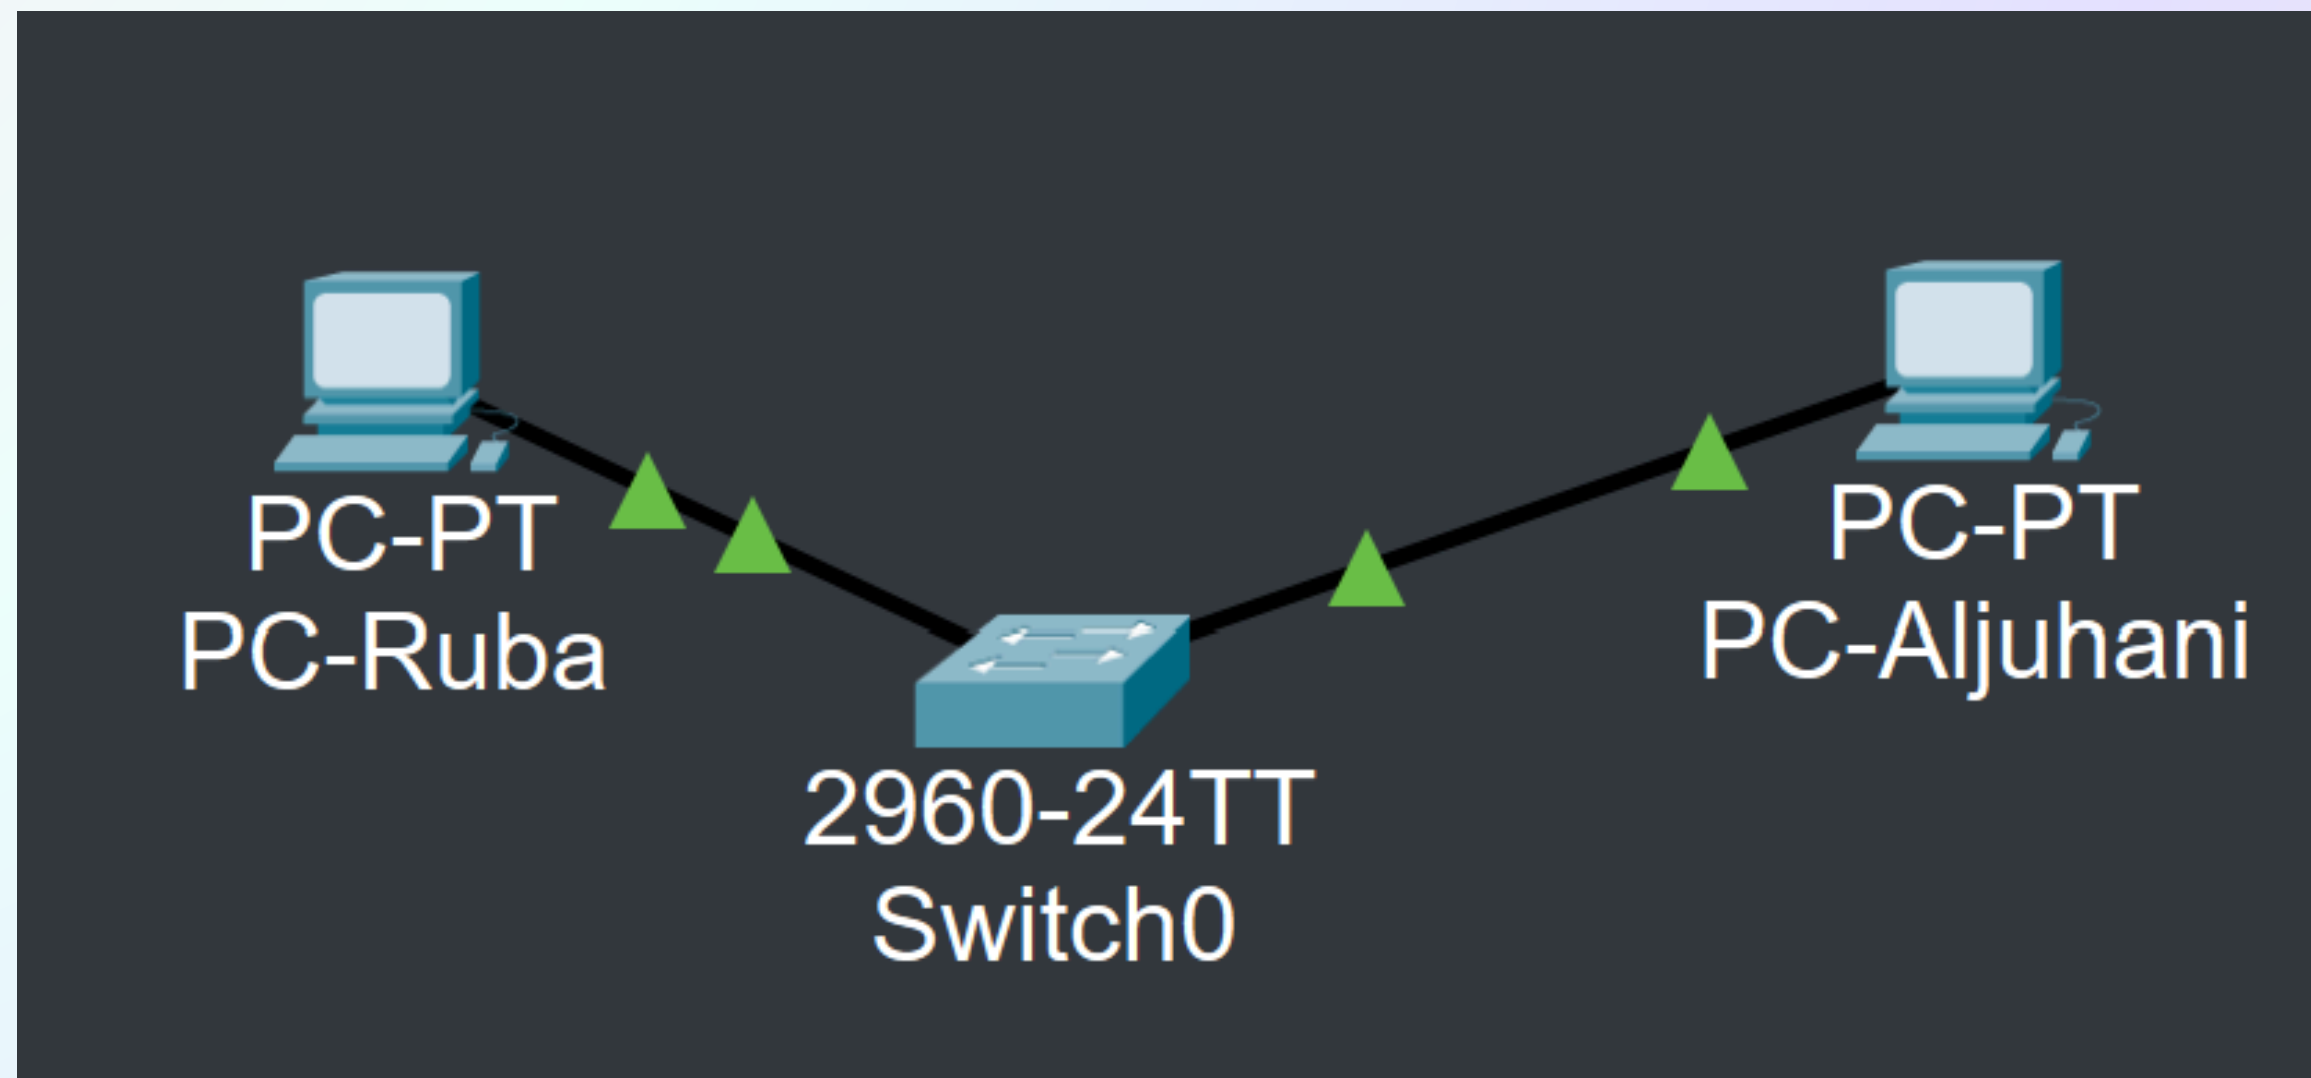 PC-PT
PC-Ruba
PC-PT
PC-Aljuhani
2960-24TT
Switch0